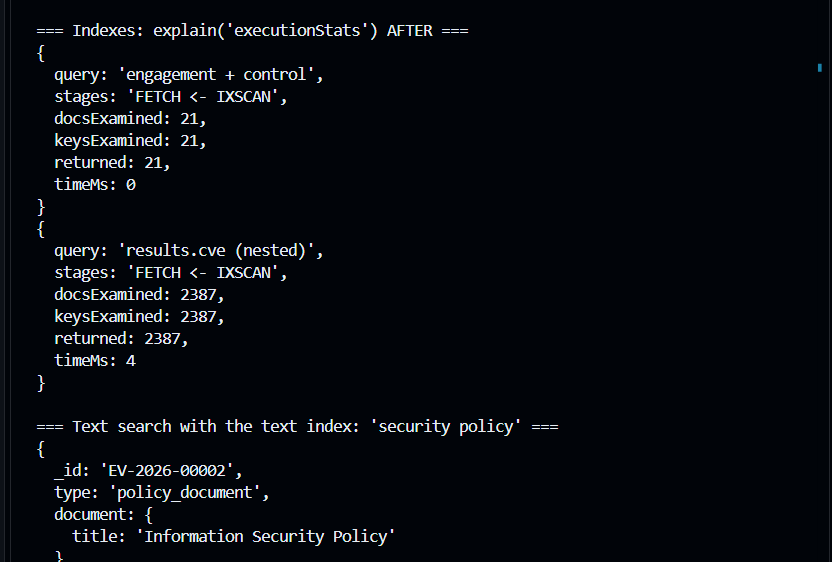 === Indexes: explain('executionStats') AFTER ===
{
  query: 'engagement + control',
  stages: 'FETCH <- IXSCAN',
  docsExamined: 21,
  keysExamined: 21,
  returned: 21,
  timeMs: 0
}
{
  query: 'results.cve (nested)',
  stages: 'FETCH <- IXSCAN',
  docsExamined: 2387,
  keysExamined: 2387,
  returned: 2387,
  timeMs: 4
}
=== Text search with the text index: 'security policy' ===
{
  _id: 'EV-2026-00002',
  type: 'policy_document',
  document: {
    title: 'Information Security Policy'
  }